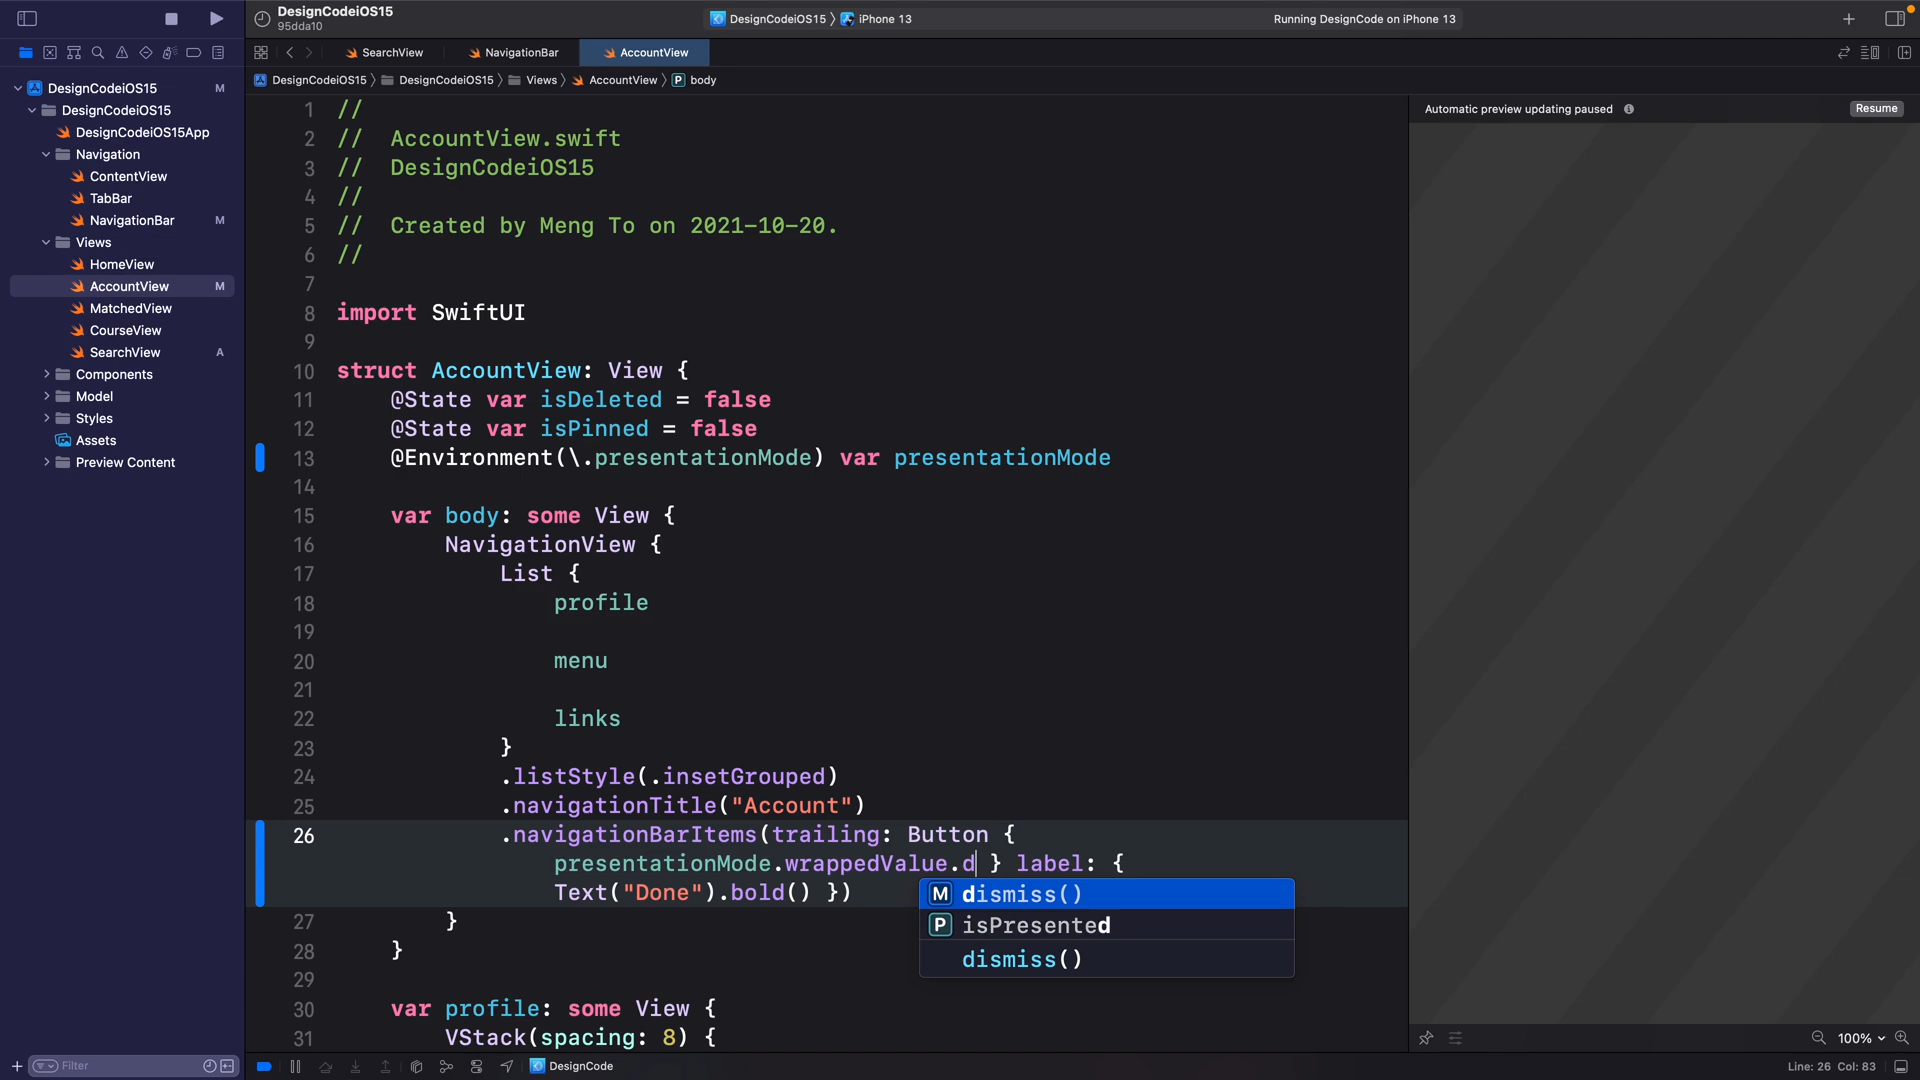 DesignCodeiOS15
95dda10
DesignCodeiOS15 〉 iPhone 13
Running DesignCode on iPhone 13
SearchView
NavigationBar
AccountView
DesignCodeiOS15 〉 DesignCodeiOS15 〉 Views 〉 AccountView 〉 P body
DesignCodeiOS15 M
DesignCodeiOS15
DesignCodeiOS15App
Navigation
ContentView
TabBar
NavigationBar M
Views
HomeView
AccountView M
MatchedView
CourseView
SearchView A
Components
Model
Styles
Assets
Preview Content
Filter
1 //
2 //  AccountView.swift
3 //  DesignCodeiOS15
4 //
5 //  Created by Meng To on 2021-10-20.
6 //
7
8 import SwiftUI
9
10 struct AccountView: View {
11     @State var isDeleted = false
12     @State var isPinned = false
13     @Environment(\.presentationMode) var presentationMode
14
15     var body: some View {
16         NavigationView {
17             List {
18                 profile
19
20                 menu
21
22                 links
23             }
24             .listStyle(.insetGrouped)
25             .navigationTitle("Account")
26             .navigationBarItems(trailing: Button {
                presentationMode.wrappedValue.d } label: {
                Text("Done").bold() })
27         }
28     }
29
30     var profile: some View {
31         VStack(spacing: 8) {
M dismiss()
P isPresented
dismiss()
Automatic preview updating paused
Resume
100%
DesignCode
Line: 26 Col: 83